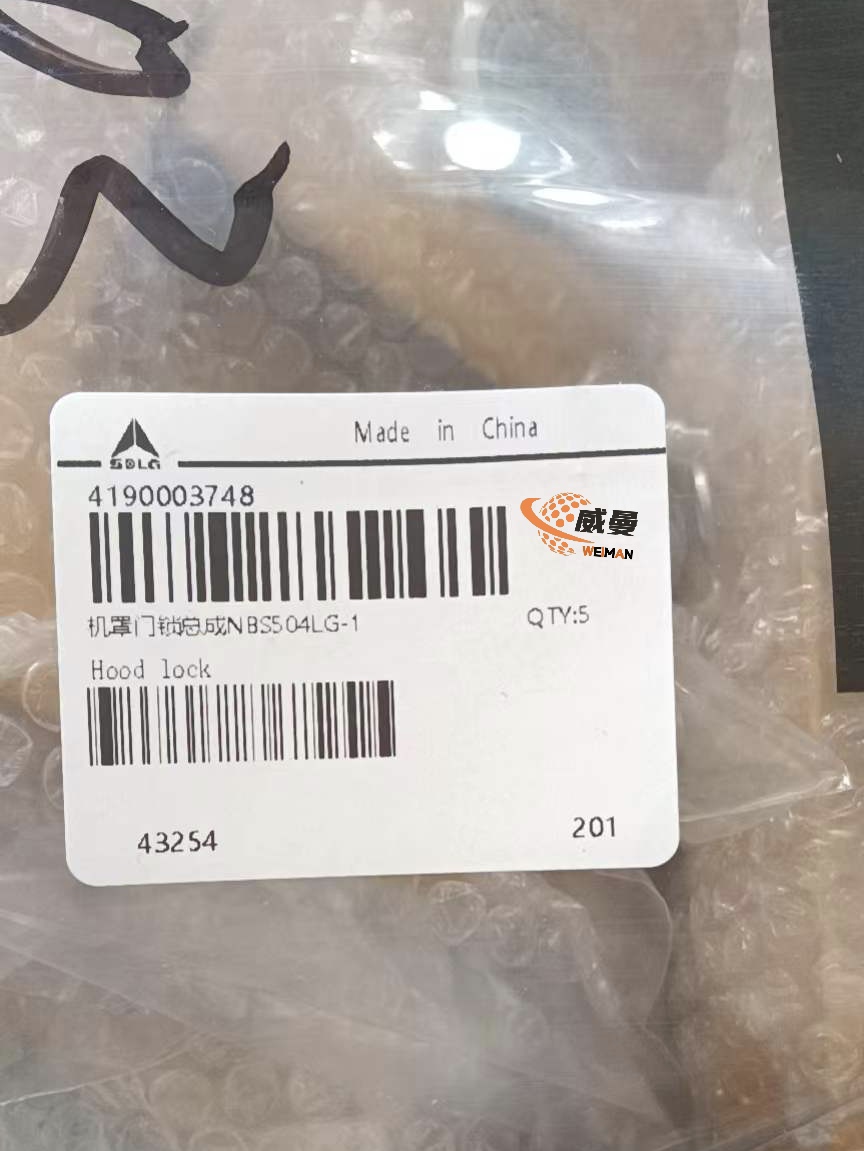 Made in China
SDLG
4190003748
威曼
WEIMAN
机罩门锁总成NBS504LG-1
QTY:5
Hood lock
43254
201